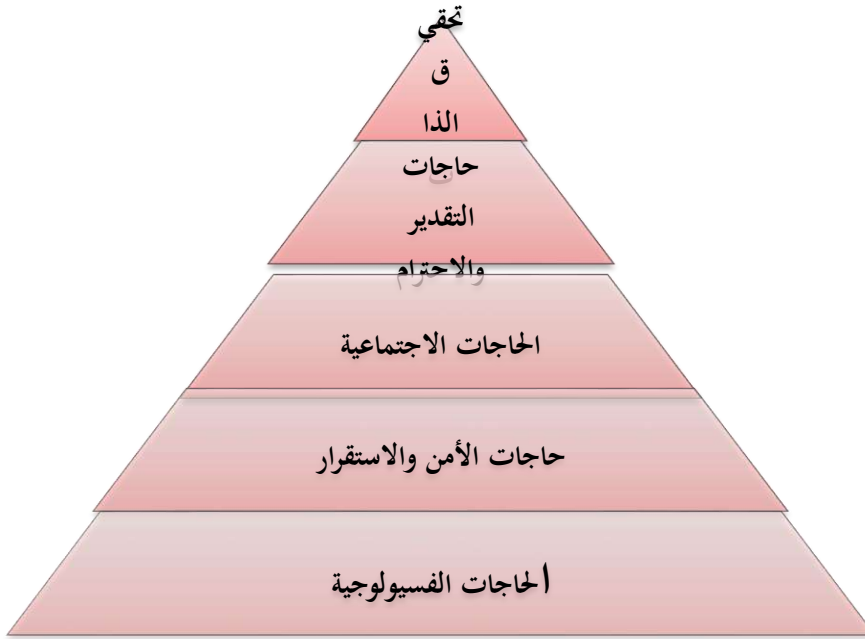 تحقي
ق
الذا
ت
حاجات
التقدير
والاحترام
الحاجات الاجتماعية
حاجات الأمن والاستقرار
الحاجات الفسيولوجية